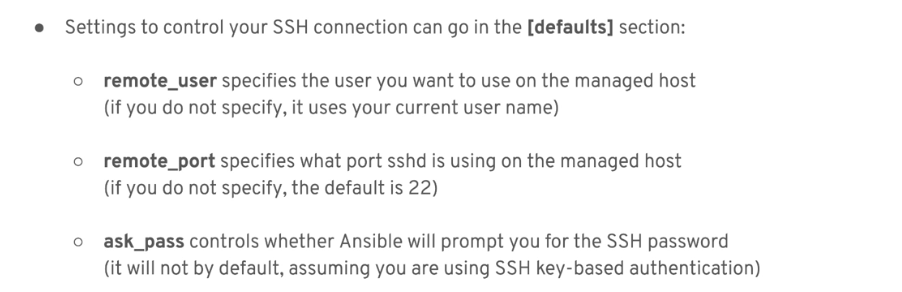 ● Settings to control your SSH connection can go in the [defaults] section:
○ remote_user specifies the user you want to use on the managed host
(if you do not specify, it uses your current user name)
○ remote_port specifies what port sshd is using on the managed host
(if you do not specify, the default is 22)
○ ask_pass controls whether Ansible will prompt you for the SSH password
(it will not by default, assuming you are using SSH key-based authentication)